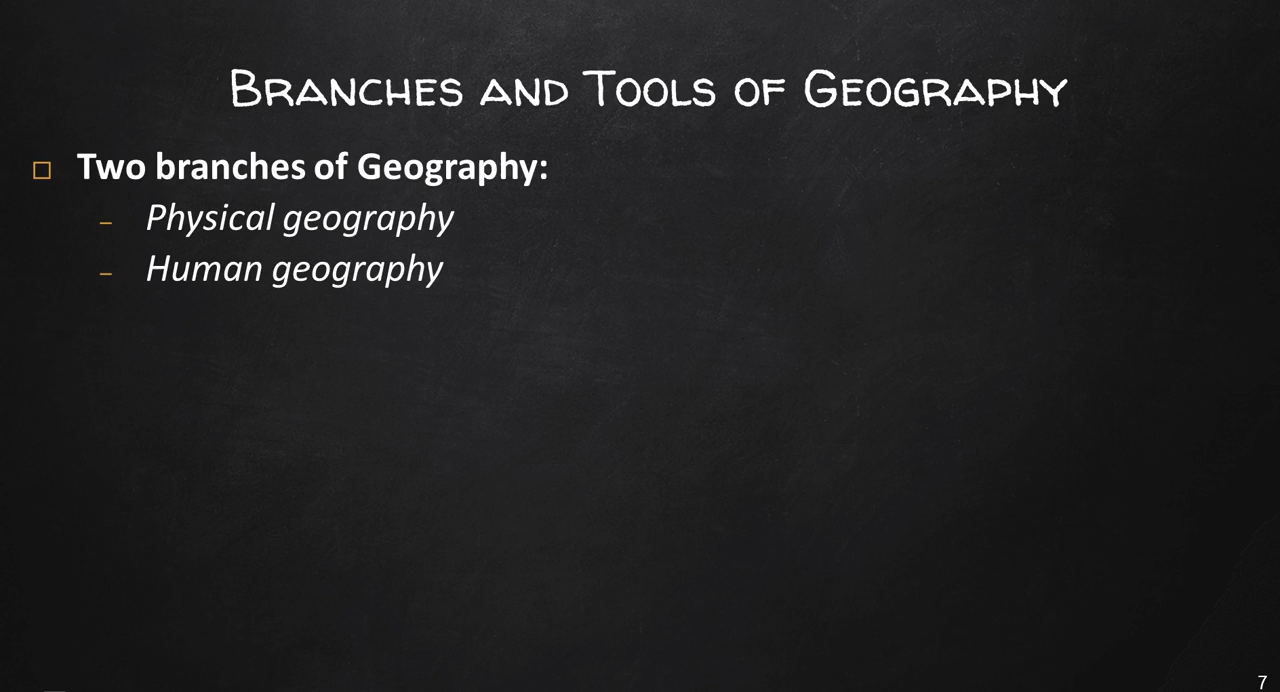 Branches and Tools of Geography
Two branches of Geography:
– Physical geography
– Human geography
7